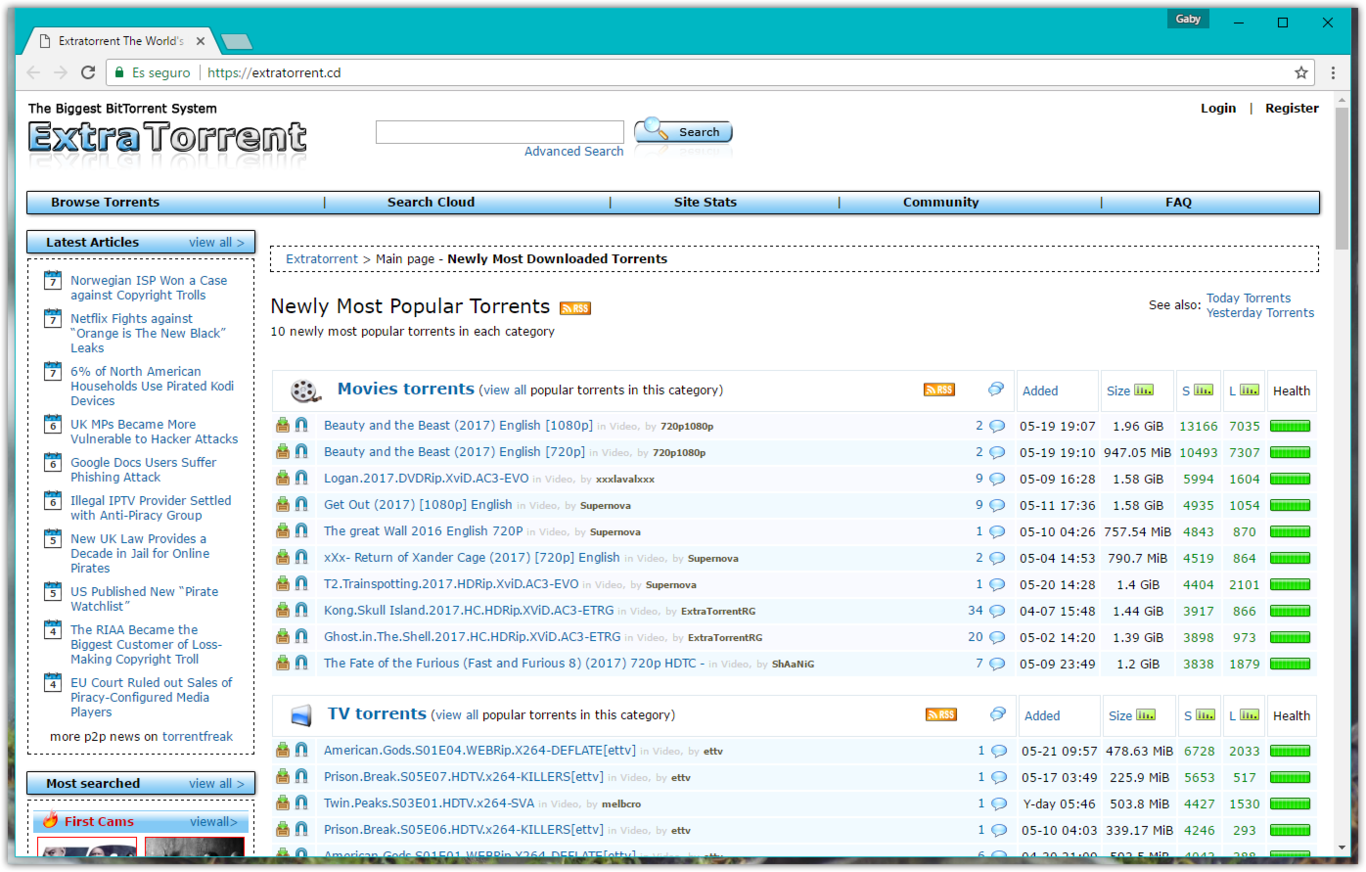 Gaby
Extratorrent The World's
Es seguro | https://extratorrent.cd
The Biggest BitTorrent System
ExtraTorrent
Search
Advanced Search
Login | Register
Browse Torrents | Search Cloud | Site Stats | Community | FAQ
Latest Articles view all >
7 Norwegian ISP Won a Case
against Copyright Trolls
7 Netflix Fights against
“Orange is The New Black”
Leaks
7 6% of North American
Households Use Pirated Kodi
Devices
6 UK MPs Became More
Vulnerable to Hacker Attacks
6 Google Docs Users Suffer
Phishing Attack
6 Illegal IPTV Provider Settled
with Anti-Piracy Group
5 New UK Law Provides a
Decade in Jail for Online
Pirates
5 US Published New “Pirate
Watchlist”
4 The RIAA Became the
Biggest Customer of Loss-
Making Copyright Troll
4 EU Court Ruled out Sales of
Piracy-Configured Media
Players
more p2p news on torrentfreak
Most searched view all >
First Cams viewall>
Extratorrent > Main page - Newly Most Downloaded Torrents
Newly Most Popular Torrents RSS
10 newly most popular torrents in each category
See also: Today Torrents
Yesterday Torrents
Movies torrents (view all popular torrents in this category) RSS Added Size S L Health
Beauty and the Beast (2017) English [1080p] in Video, by 720p1080p 2 05-19 19:07 1.96 GiB 13166 7035
Beauty and the Beast (2017) English [720p] in Video, by 720p1080p 2 05-19 19:10 947.05 MiB 10493 7307
Logan.2017.DVDRip.XviD.AC3-EVO in Video, by xxxlavalxxx 9 05-09 16:28 1.58 GiB 5994 1604
Get Out (2017) [1080p] English in Video, by Supernova 9 05-11 17:36 1.58 GiB 4935 1054
The great Wall 2016 English 720P in Video, by Supernova 1 05-10 04:26 757.54 MiB 4843 870
xXx- Return of Xander Cage (2017) [720p] English in Video, by Supernova 2 05-04 14:53 790.7 MiB 4519 864
T2.Trainspotting.2017.HDRip.XviD.AC3-EVO in Video, by Supernova 1 05-20 14:28 1.4 GiB 4404 2101
Kong.Skull Island.2017.HC.HDRip.XViD.AC3-ETRG in Video, by ExtraTorrentRG 34 04-07 15:48 1.44 GiB 3917 866
Ghost.in.The.Shell.2017.HC.HDRip.XViD.AC3-ETRG in Video, by ExtraTorrentRG 20 05-02 14:20 1.39 GiB 3898 973
The Fate of the Furious (Fast and Furious 8) (2017) 720p HDTC - in Video, by ShAaNiG 7 05-09 23:49 1.2 GiB 3838 1879
TV torrents (view all popular torrents in this category) RSS Added Size S L Health
American.Gods.S01E04.WEBRip.X264-DEFLATE[ettv] in Video, by ettv 1 05-21 09:57 478.63 MiB 6728 2033
Prison.Break.S05E07.HDTV.x264-KILLERS[ettv] in Video, by ettv 1 05-17 03:49 225.9 MiB 5653 517
Twin.Peaks.S03E01.HDTV.x264-SVA in Video, by melbcro 1 Y-day 05:46 503.8 MiB 4427 1530
Prison.Break.S05E06.HDTV.x264-KILLERS[ettv] in Video, by ettv 1 05-10 04:03 339.17 MiB 4246 293
American.Gods.S01E01.WEBRip.X264-DEFLATE[ettv] in Video, by ettv